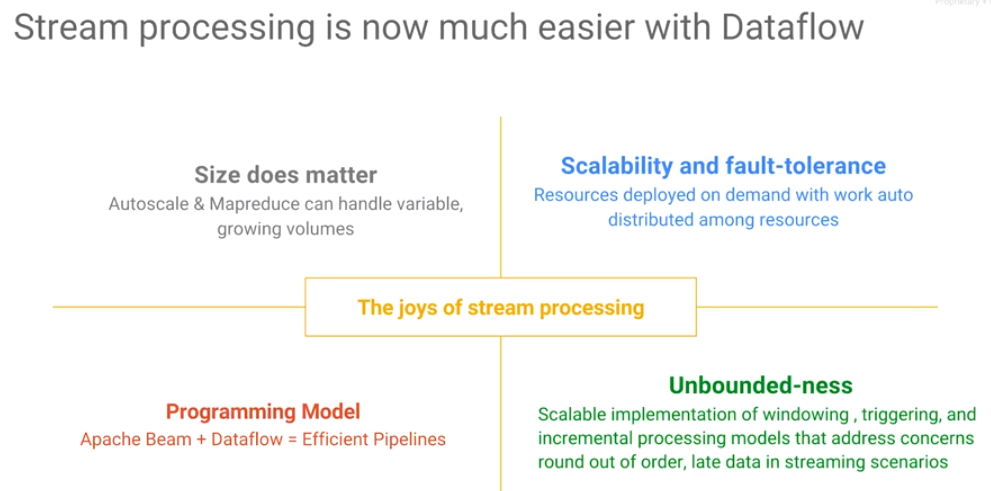 Proprietary +
Stream processing is now much easier with Dataflow
Size does matter
Autoscale & Mapreduce can handle variable,
growing volumes
Scalability and fault-tolerance
Resources deployed on demand with work auto
distributed among resources
The joys of stream processing
Programming Model
Apache Beam + Dataflow = Efficient Pipelines
Unbounded-ness
Scalable implementation of windowing , triggering, and
incremental processing models that address concerns
round out of order, late data in streaming scenarios